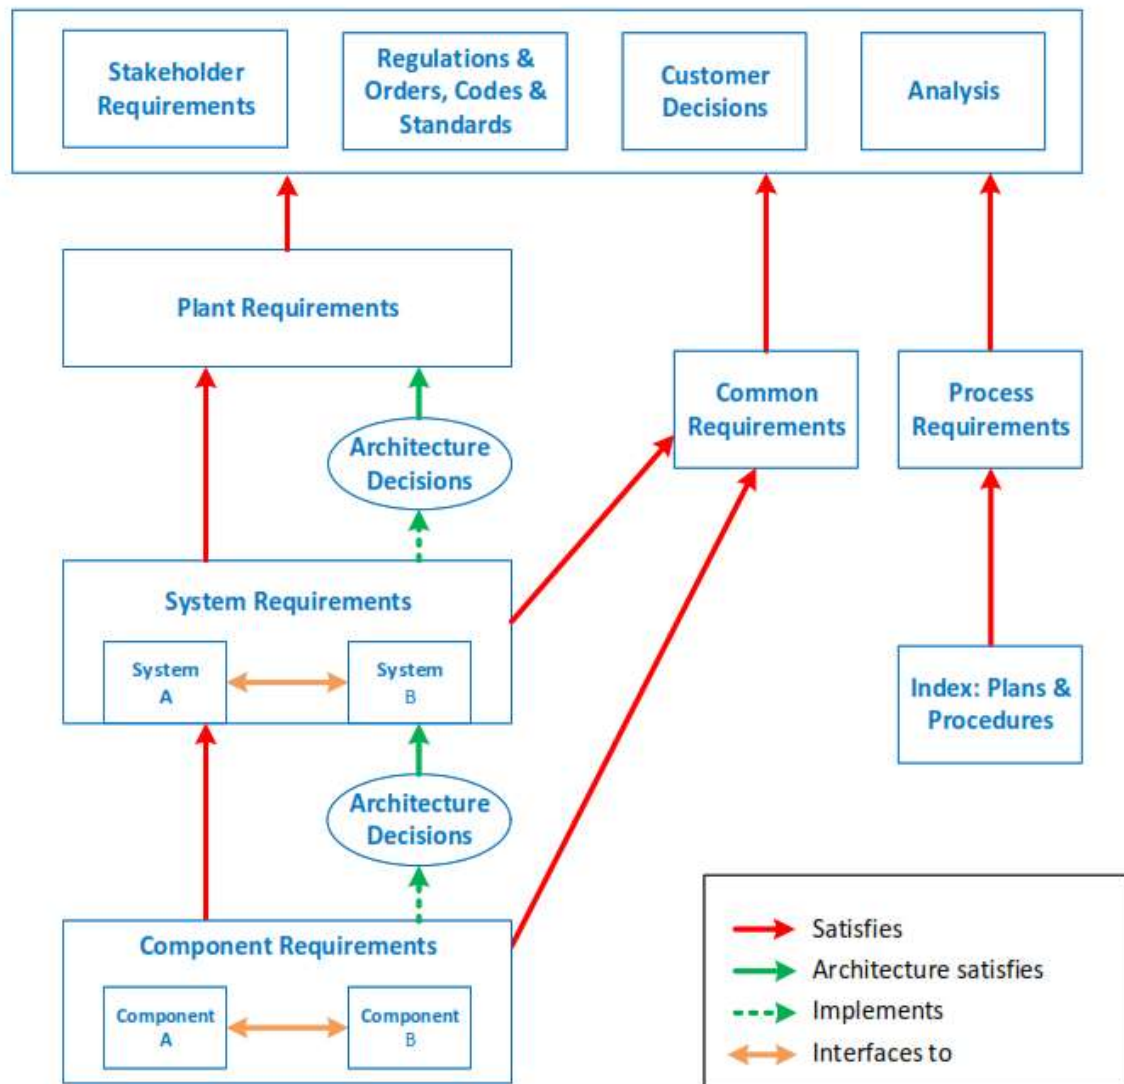 Stakeholder
Requirements
Regulations &
Orders, Codes &
Standards
Customer
Decisions
Analysis
Plant Requirements
Common
Requirements
Process
Requirements
Architecture
Decisions
System Requirements
System
A
System
B
Index: Plans &
Procedures
Architecture
Decisions
Component Requirements
Component
A
Component
B
Satisfies
Architecture satisfies
Implements
Interfaces to